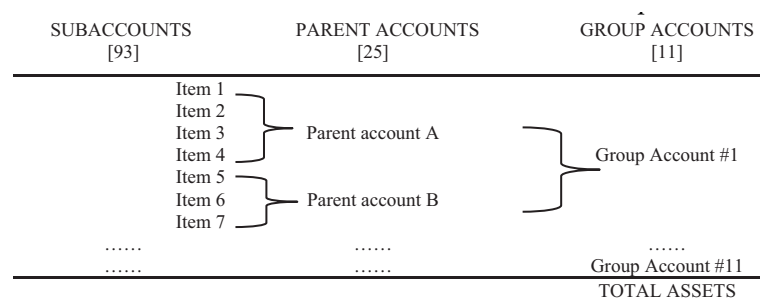 SUBACCOUNTS PARENT ACCOUNTS GROUP ACCOUNTS
[93] [25] [11]
Item 1
Item 2
Item 3 Parent account A
Item 4 Group Account #1
Item 5
Item 6 Parent account B
Item 7
…… …… ……
…… …… Group Account #11
TOTAL ASSETS